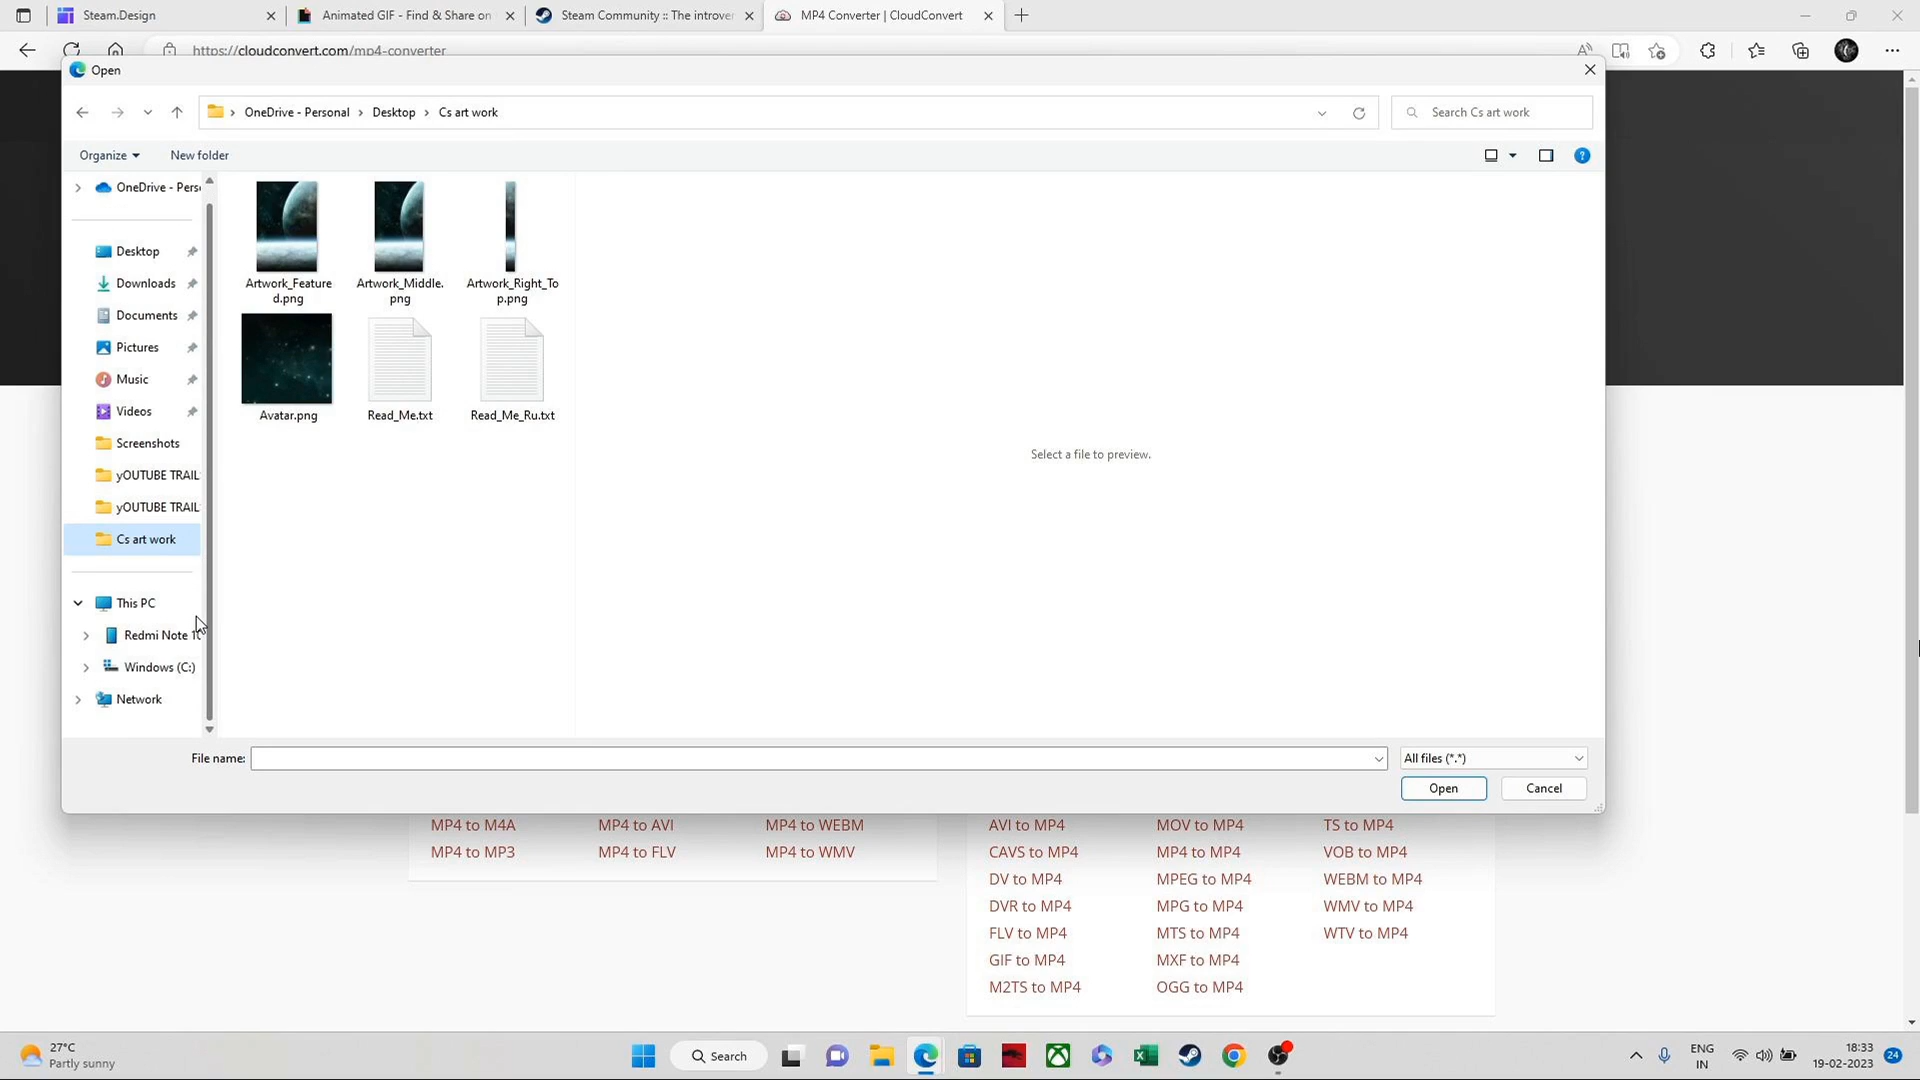 Steam.Design
Animated GIF - Find & Share on
Steam Community :: The introver
MP4 Converter | CloudConvert
https://cloudconvert.com/mp4-converter
Open
OneDrive - Personal > Desktop > Cs art work
Search Cs art work
Organize
New folder
OneDrive - Pers
Desktop
Downloads
Documents
Pictures
Music
Videos
Screenshots
yOUTUBE TRAIL
yOUTUBE TRAIL
Cs art work
This PC
Redmi Note 10
Windows (C:)
Network
Artwork_Feature
d.png
Artwork_Middle.
png
Artwork_Right_To
p.png
Avatar.png
Read_Me.txt
Read_Me_Ru.txt
Select a file to preview.
File name:
All files (*.*)
Open
Cancel
MP4 to M4A
MP4 to AVI
MP4 to WEBM
MP4 to MP3
MP4 to FLV
MP4 to WMV
AVI to MP4
MOV to MP4
TS to MP4
CAVS to MP4
MP4 to MP4
VOB to MP4
DV to MP4
MPEG to MP4
WEBM to MP4
DVR to MP4
MPG to MP4
WMV to MP4
FLV to MP4
MTS to MP4
WTV to MP4
GIF to MP4
MXF to MP4
M2TS to MP4
OGG to MP4
27°C
Partly sunny
Search
ENG
IN
18:33
19-02-2023
24